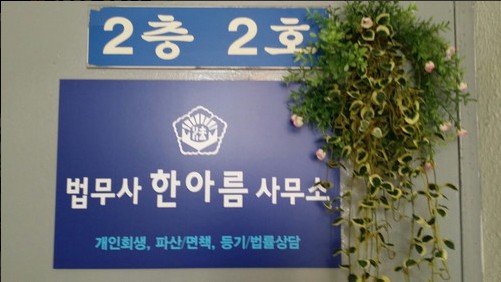 2층 2호
法
법무사 한아름 사무소
개인회생, 파산/면책, 등기/법률상담